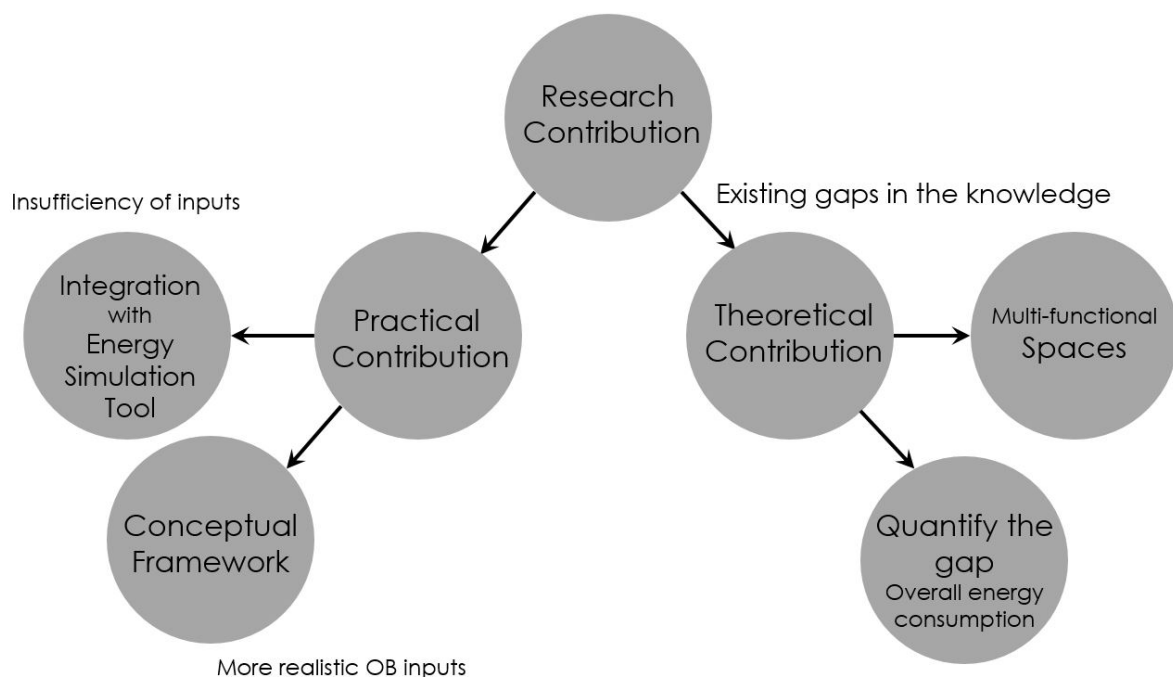 Research
Contribution
Insufficiency of inputs
Existing gaps in the knowledge
Integration
with
Energy
Simulation
Tool
Practical
Contribution
Theoretical
Contribution
Multi-functional
Spaces
Conceptual
Framework
Quantify the
gap
Overall energy
consumption
More realistic OB inputs